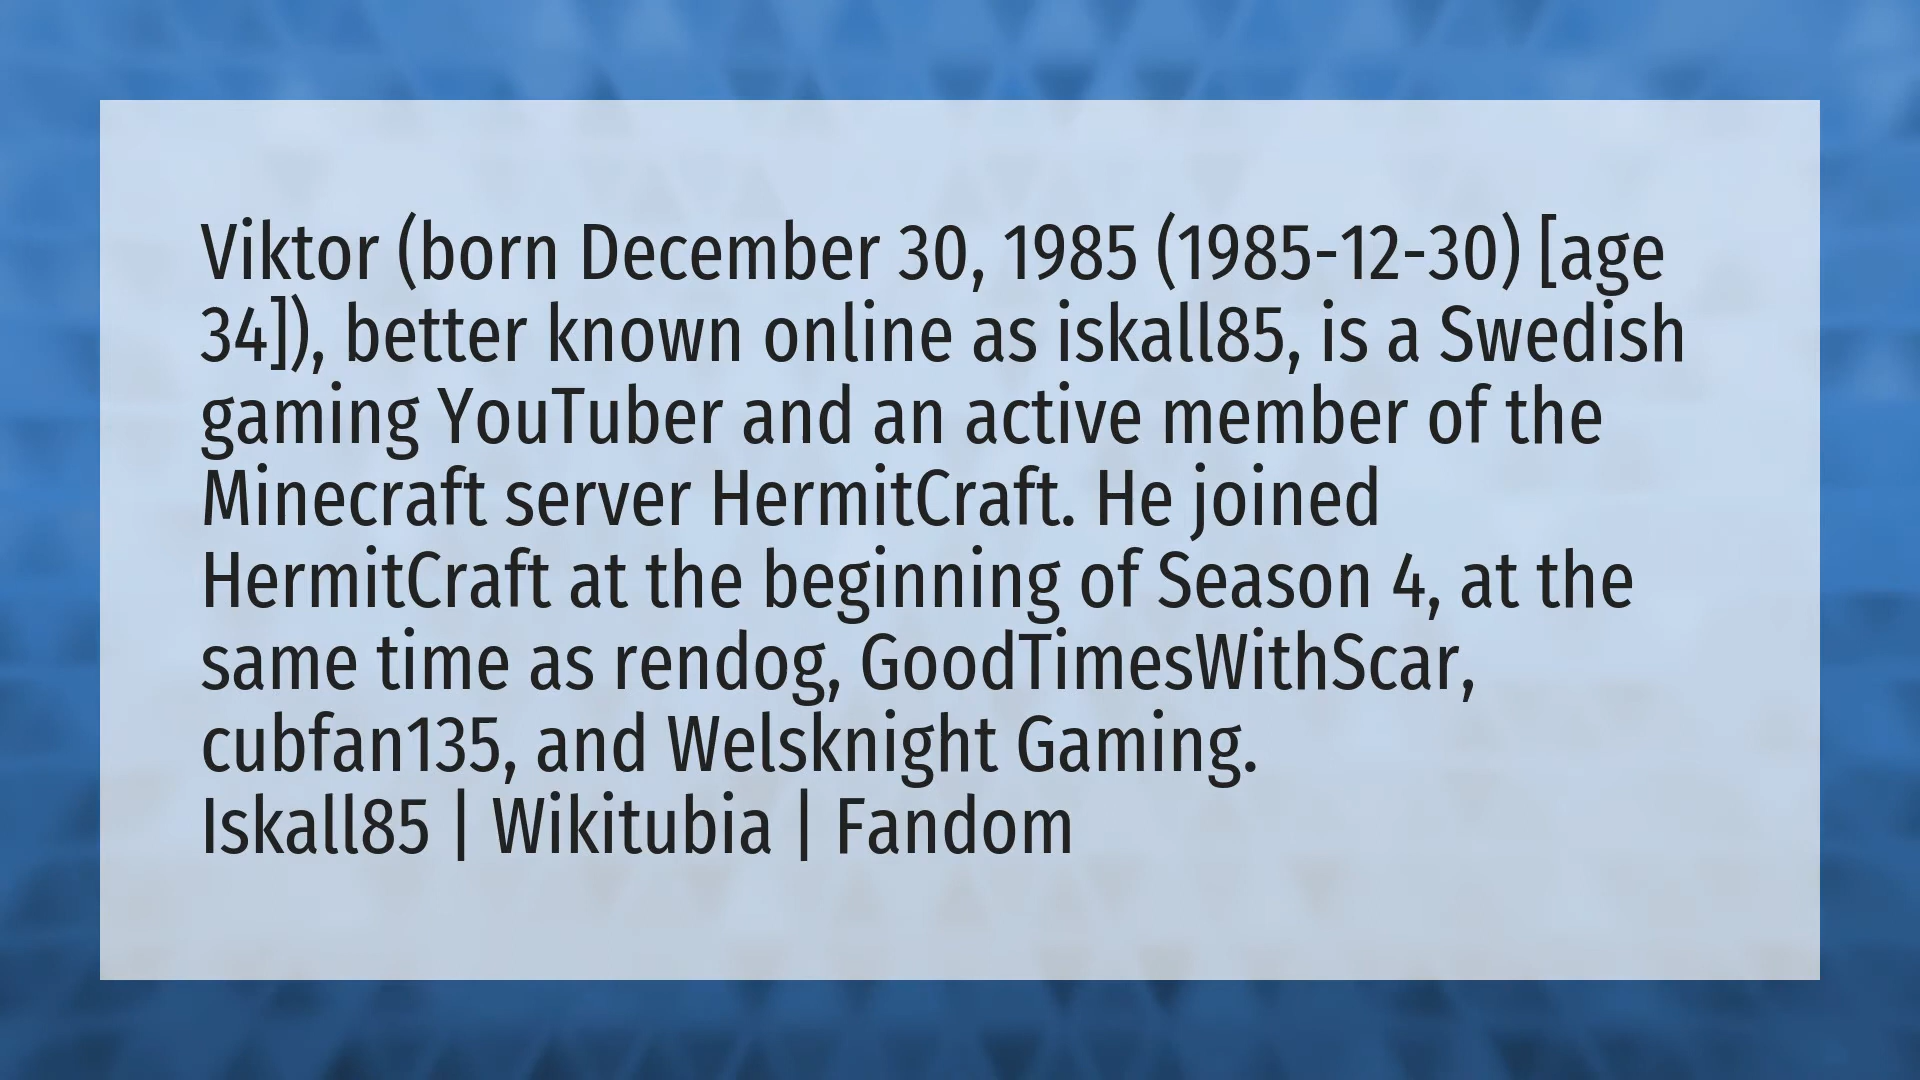 Viktor (born December 30, 1985 (1985-12-30) [age
34]), better known online as iskall85, is a Swedish
gaming YouTuber and an active member of the
Minecraft server HermitCraft. He joined
HermitCraft at the beginning of Season 4, at the
same time as rendog, GoodTimesWithScar,
cubfan135, and Welsknight Gaming.
Iskall85 | Wikitubia | Fandom